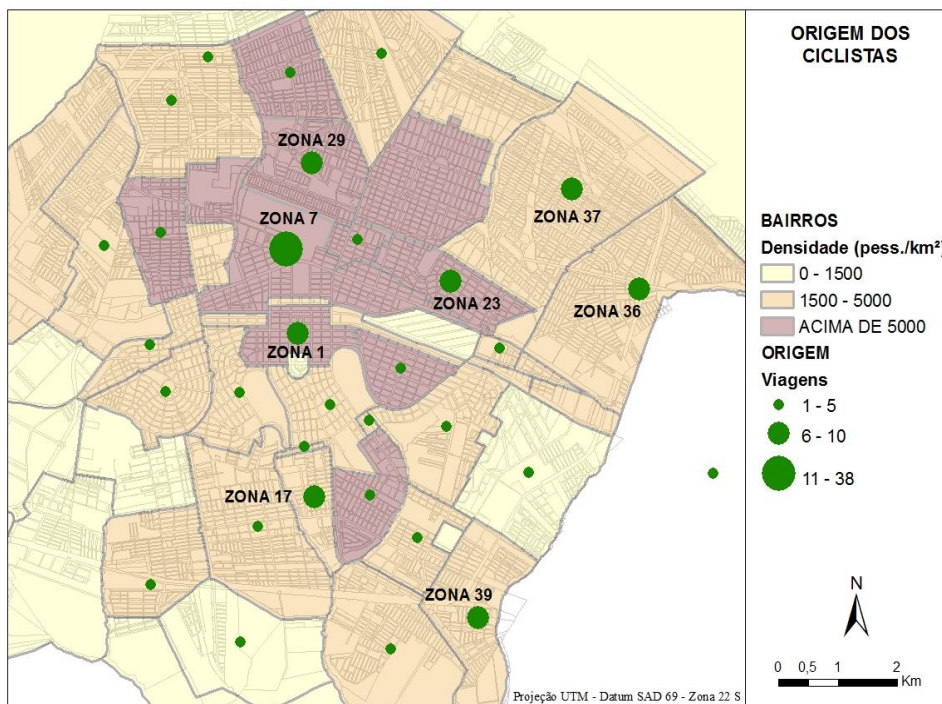 ORIGEM DOS
CICLISTAS
ZONA 29
ZONA 7
ZONA 37
ZONA 23
ZONA 36
ZONA 1
ZONA 17
ZONA 39
BAIRROS
Densidade (pess./km²)
0 - 1500
1500 - 5000
ACIMA DE 5000
ORIGEM
Viagens
1 - 5
6 - 10
11 - 38
N
0 0,5 1 2
Km
Projeção UTM - Datum SAD 69 - Zona 22 S